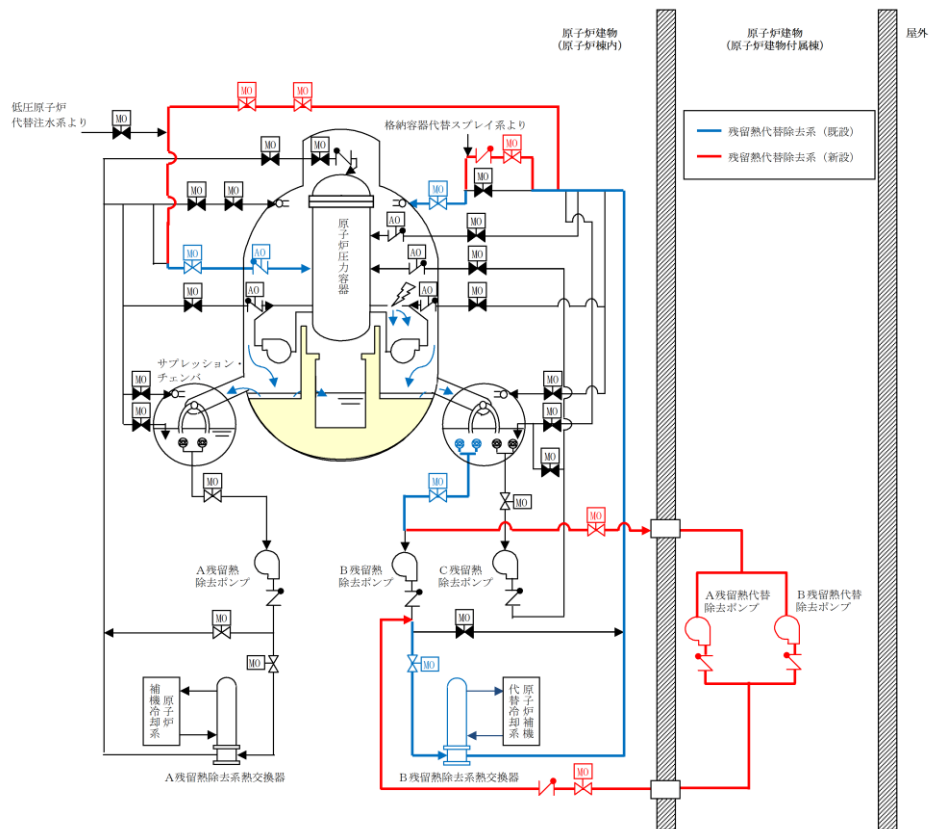 原子炉建物
(原子炉棟内)
原子炉建物
(原子炉建物付属棟)
屋外
残留熱代替除去系（既設）
残留熱代替除去系（新設）
低圧原子炉
代替注水系より
格納容器代替スプレイ系より
MO
MO
MO
MO
MO
MO
MO
MO
MO
MO
AO
MO
原子炉圧力容器
MO
AO
AO
MO
MO
AO
AO
MO
サプレッション・
チェンバ
MO
MO
MO
MO
MO
MO
MO
MO
MO
A残留熱
除去ポンプ
B残留熱
除去ポンプ
C残留熱
除去ポンプ
A残留熱代替
除去ポンプ
B残留熱代替
除去ポンプ
MO
MO
MO
MO
原子炉
補機冷却系
原子炉補機
代替冷却系
A残留熱除去系熱交換器
B残留熱除去系熱交換器
MO